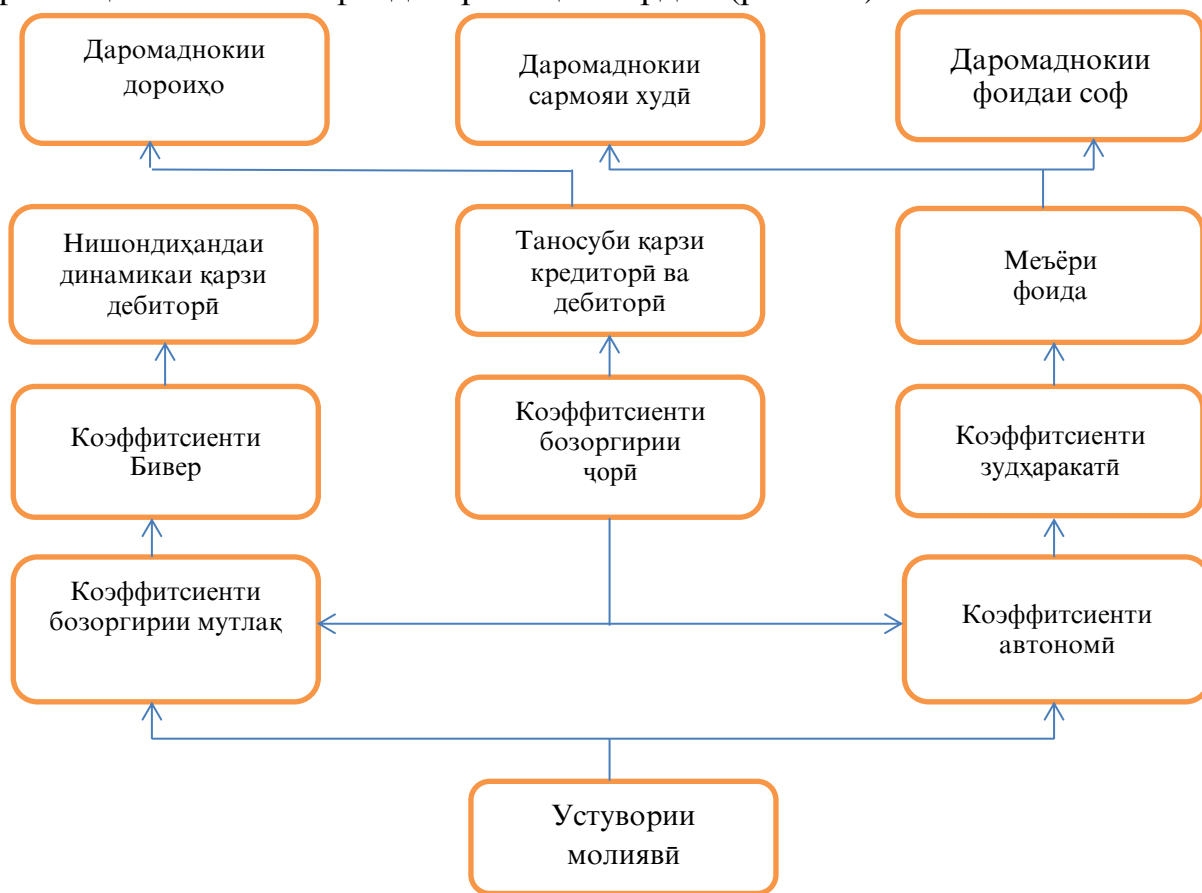 Даромаднокии
дороиҳо
Даромаднокии
сармояи худӣ
Даромаднокии
фоидаи соф
Нишондиҳандаи
динамикаи қарзи
дебиторӣ
Таносуби қарзи
кредиторӣ ва
дебиторӣ
Меъёри
фоида
Коэффитсиенти
Бивер
Коэффитсиенти
бозоргирии
ҷорӣ
Коэффитсиенти
зудҳаракатӣ
Коэффитсиенти
бозоргирии мутлақ
Коэффитсиенти
автономӣ
Устувории
молиявӣ